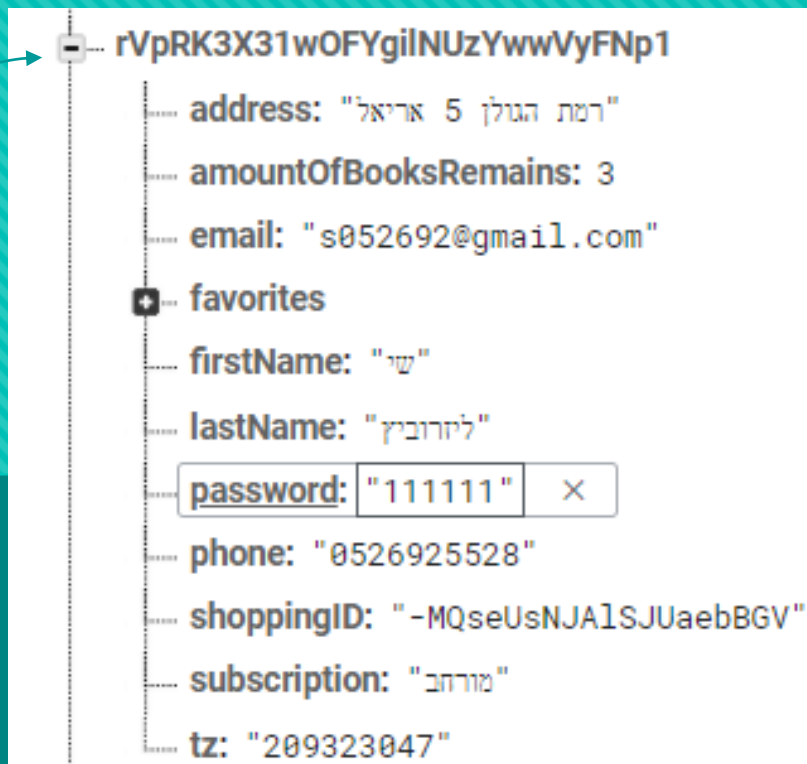 rVpRK3X31wOFYgilNUzYwwVyFNp1
address: "רמת הגולן 5 אריאל"
amountOfBooksRemains: 3
email: "s052692@gmail.com"
favorites
firstName: "שי"
lastName: "ליזרוביץ"
password: "111111" ×
phone: "0526925528"
shoppingID: "-MQseUsNJAlSJUaebBGV"
subscription: "מורחב"
tz: "209323047"